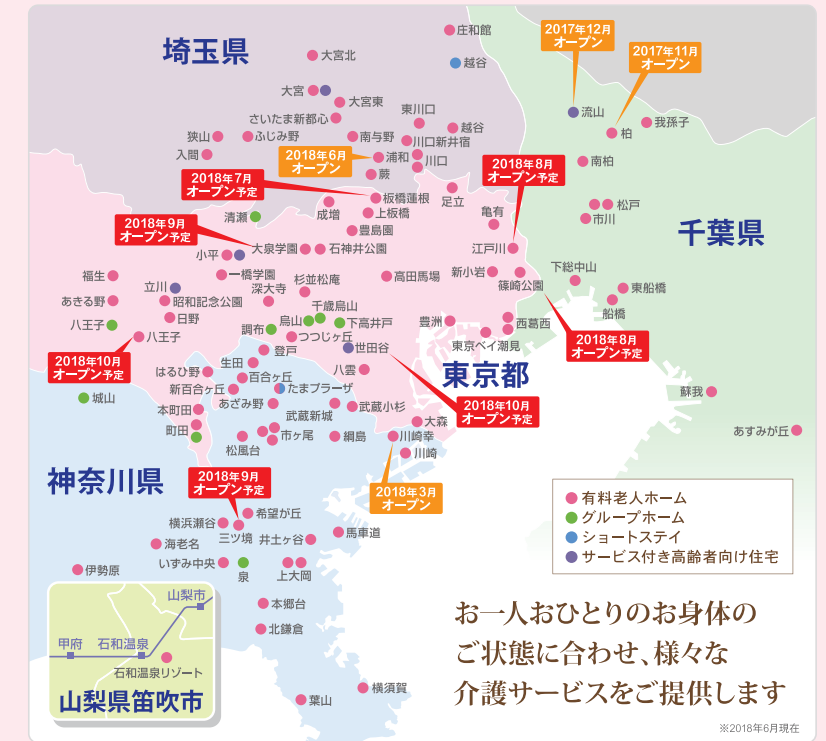 埼玉県
庄和館
2017年12月
オープン
2017年11月
オープン
大宮北
越谷
大宮
大宮東
流山
我孫子
さいたま新都心
東川口
柏
狭山
ふじみ野
南与野
越谷
川口新井宿
入間
2018年6月
オープン
浦和
川口
南柏
蕨
2018年8月
オープン予定
2018年7月
オープン予定
板橋蓮根
足立
成増
上板橋
松戸
清瀬
亀有
市川
2018年9月
オープン予定
豊島園
千葉県
小平
大泉学園
石神井公園
江戸川
福生
一橋学園
高田馬場
新小岩
下総中山
立川
杉並松庵
篠崎公園
東船橋
深大寺
あきる野
昭和記念公園
千歳烏山
船橋
日野
烏山
下高井戸
豊洲
西葛西
八王子
調布
八王子
つつじヶ丘
東京ベイ潮見
2018年8月
オープン予定
世田谷
登戸
2018年10月
オープン予定
生田
はるひ野
八雲
東京都
百合ヶ丘
新百合ヶ丘
たまプラーザ
蘇我
城山
あざみ野
武蔵小杉
2018年10月
オープン予定
本町田
武蔵新城
大森
町田
市ヶ尾
綱島
川崎幸
あすみが丘
松風台
川崎
神奈川県
2018年9月
オープン予定
2018年3月
オープン
有料老人ホーム
グループホーム
ショートステイ
サービス付き高齢者向け住宅
希望が丘
横浜瀬谷
三ツ境
井土ヶ谷
馬車道
海老名
いずみ中央
泉
上大岡
伊勢原
山梨市
甲府
石和温泉
石和温泉リゾート
山梨県笛吹市
本郷台
北鎌倉
葉山
横須賀
お一人おひとりのお身体の
ご状態に合わせ、様々な
介護サービスをご提供します
※2018年6月現在